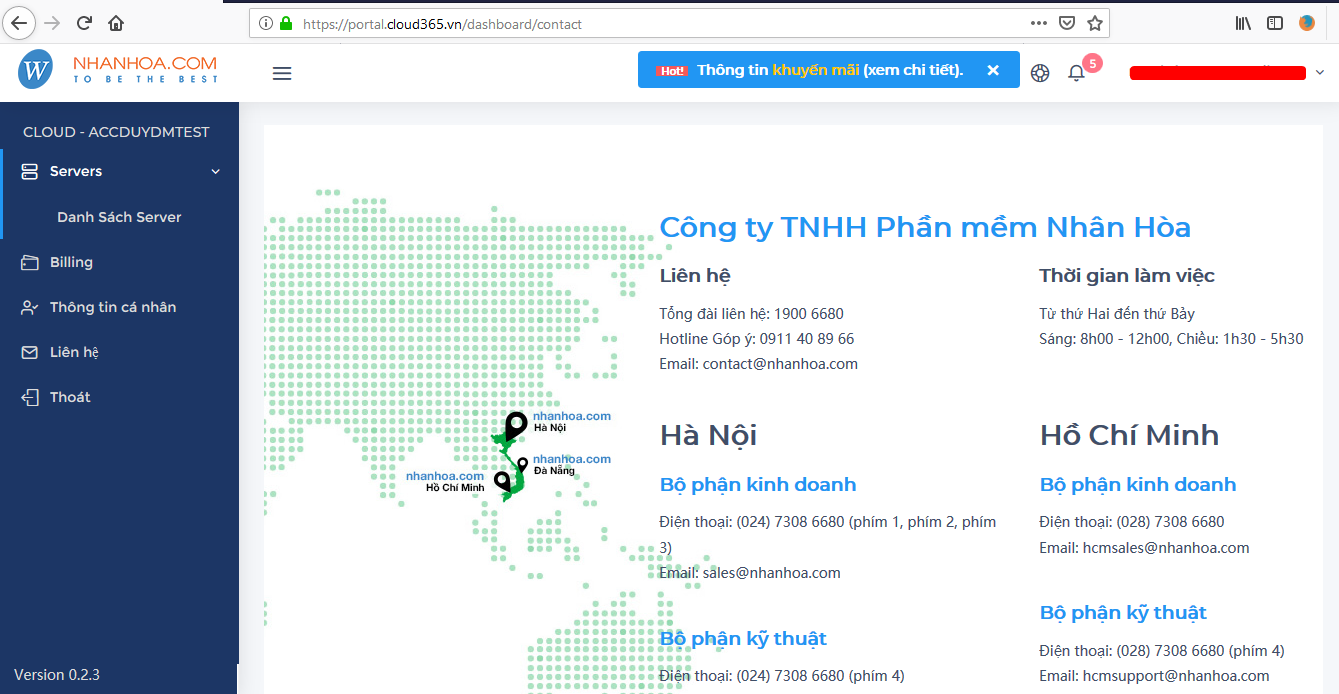 https://portal.cloud365.vn/dashboard/contact
W
NHANHOA.COM
TO BE THE BEST
Hot! Thông tin khuyến mãi (xem chi tiết). ×
5
CLOUD - ACCDUYDMTEST
Servers
Danh Sách Server
Billing
Thông tin cá nhân
Liên hệ
Thoát
Version 0.2.3
nhanhoa.com
Hà Nội
nhanhoa.com
Đà Nẵng
nhanhoa.com
Hồ Chí Minh
Công ty TNHH Phần mềm Nhân Hòa
Liên hệ
Tổng đài liên hệ: 1900 6680
Hotline Góp ý: 0911 40 89 66
Email: contact@nhanhoa.com
Thời gian làm việc
Từ thứ Hai đến thứ Bảy
Sáng: 8h00 - 12h00, Chiều: 1h30 - 5h30
Hà Nội
Bộ phận kinh doanh
Điện thoại: (024) 7308 6680 (phím 1, phím 2, phím
3)
Email: sales@nhanhoa.com
Bộ phận kỹ thuật
Điện thoại: (024) 7308 6680 (phím 4)
Hồ Chí Minh
Bộ phận kinh doanh
Điện thoại: (028) 7308 6680
Email: hcmsales@nhanhoa.com
Bộ phận kỹ thuật
Điện thoại: (028) 7308 6680 (phím 4)
Email: hcmsupport@nhanhoa.com